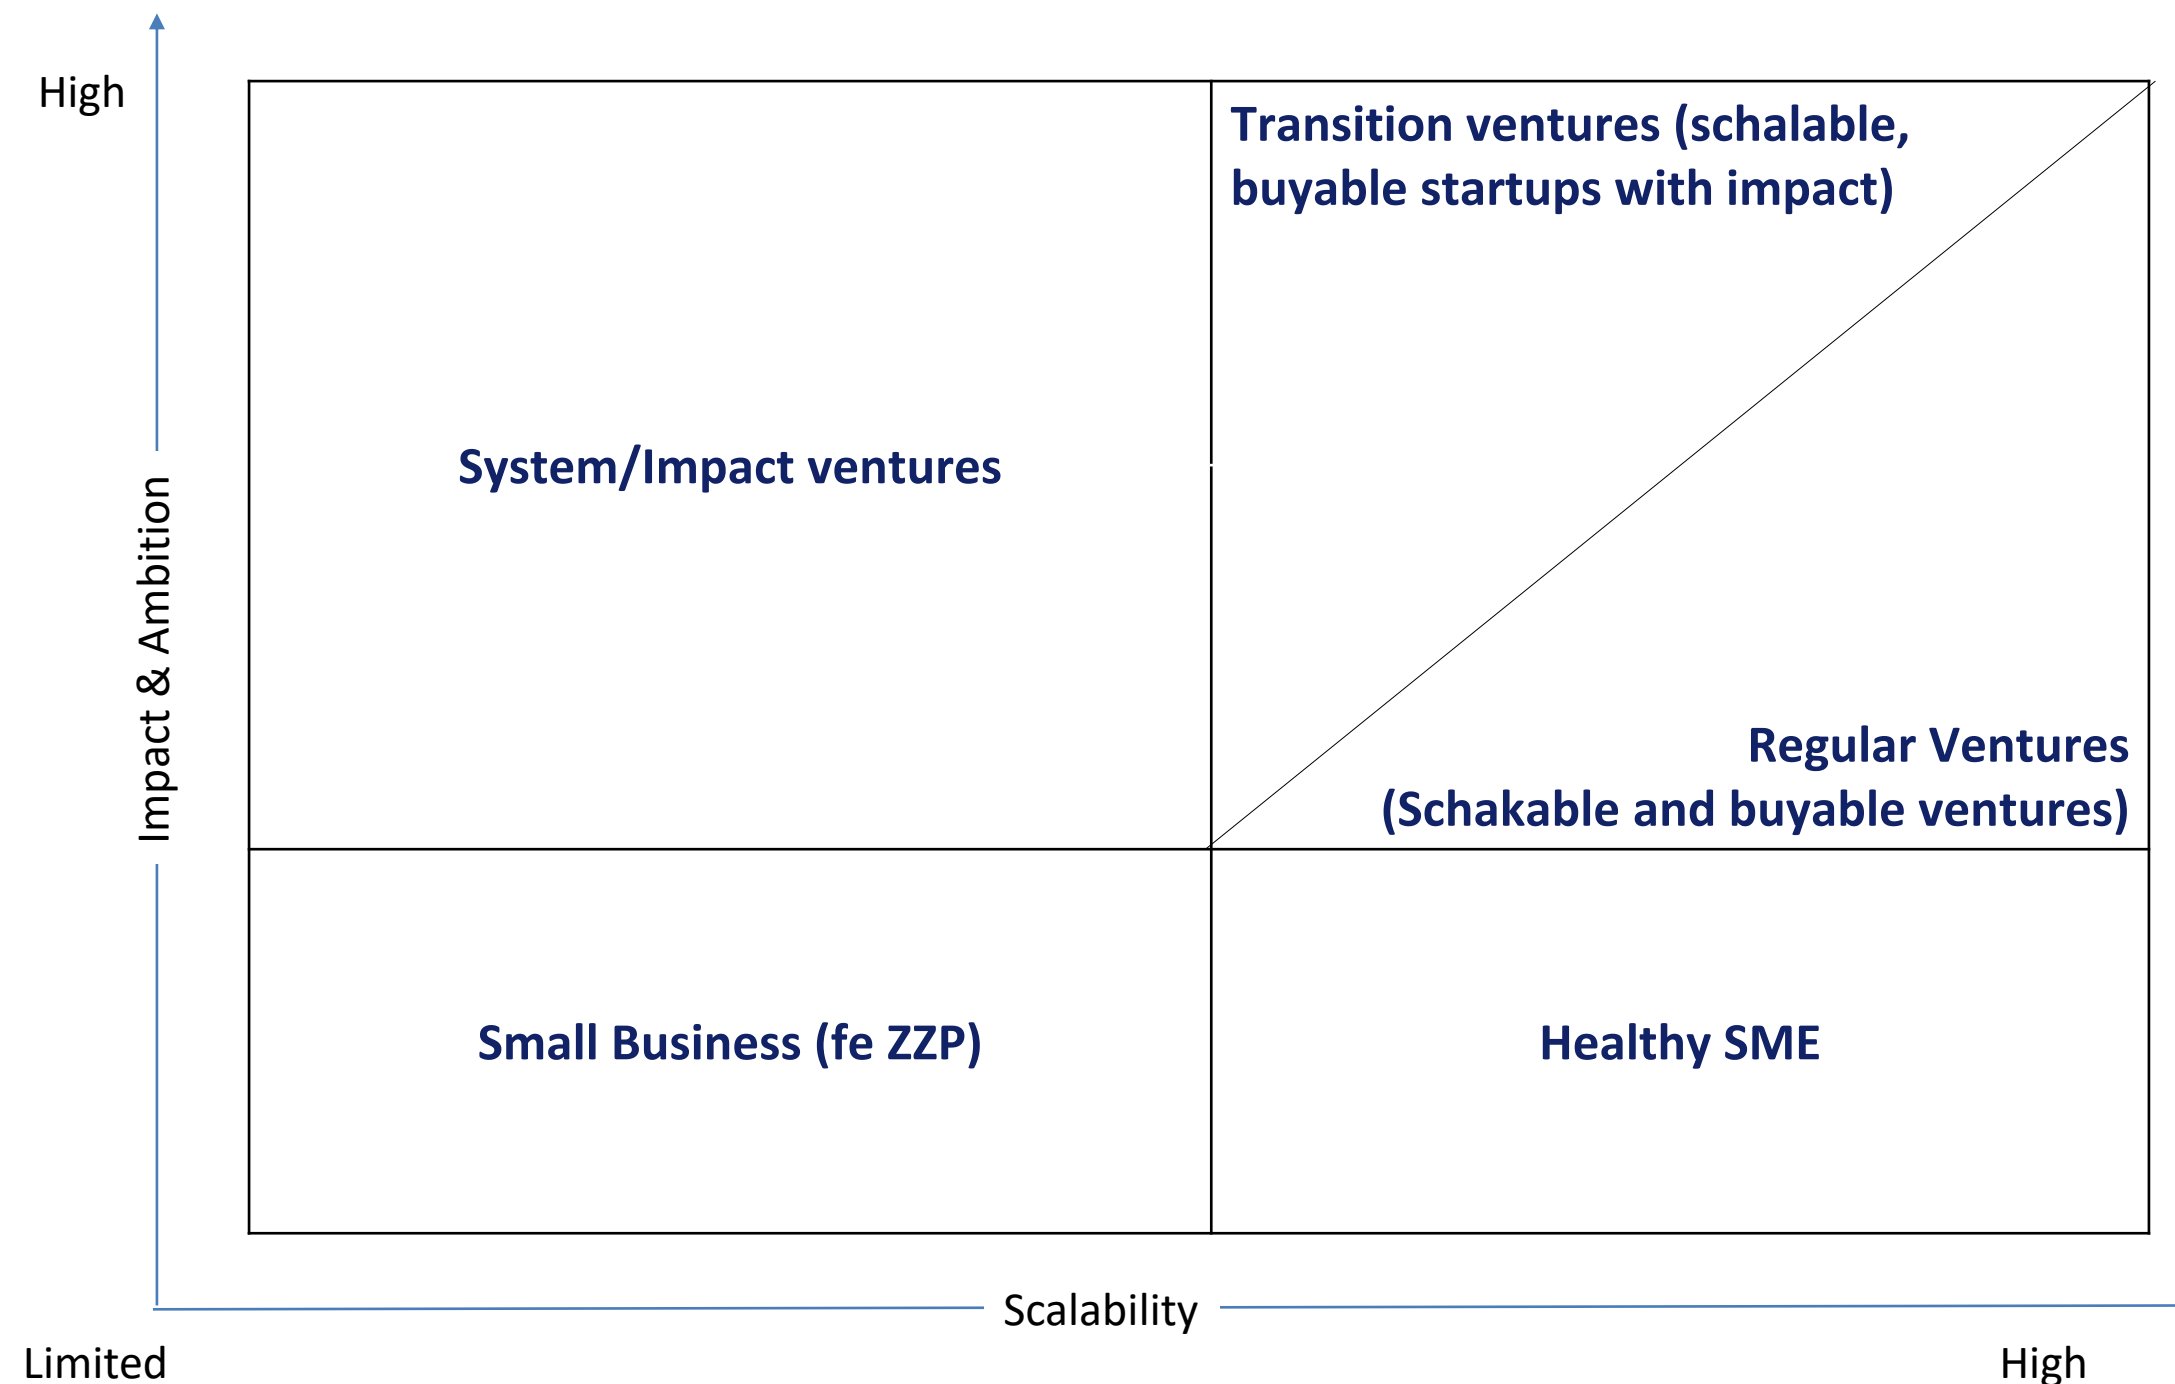 High
Transition ventures (schalable,
buyable startups with impact)
System/Impact ventures
Impact & Ambition
Regular Ventures
(Schakable and buyable ventures)
Small Business (fe ZZP)
Healthy SME
Scalability
Limited
High